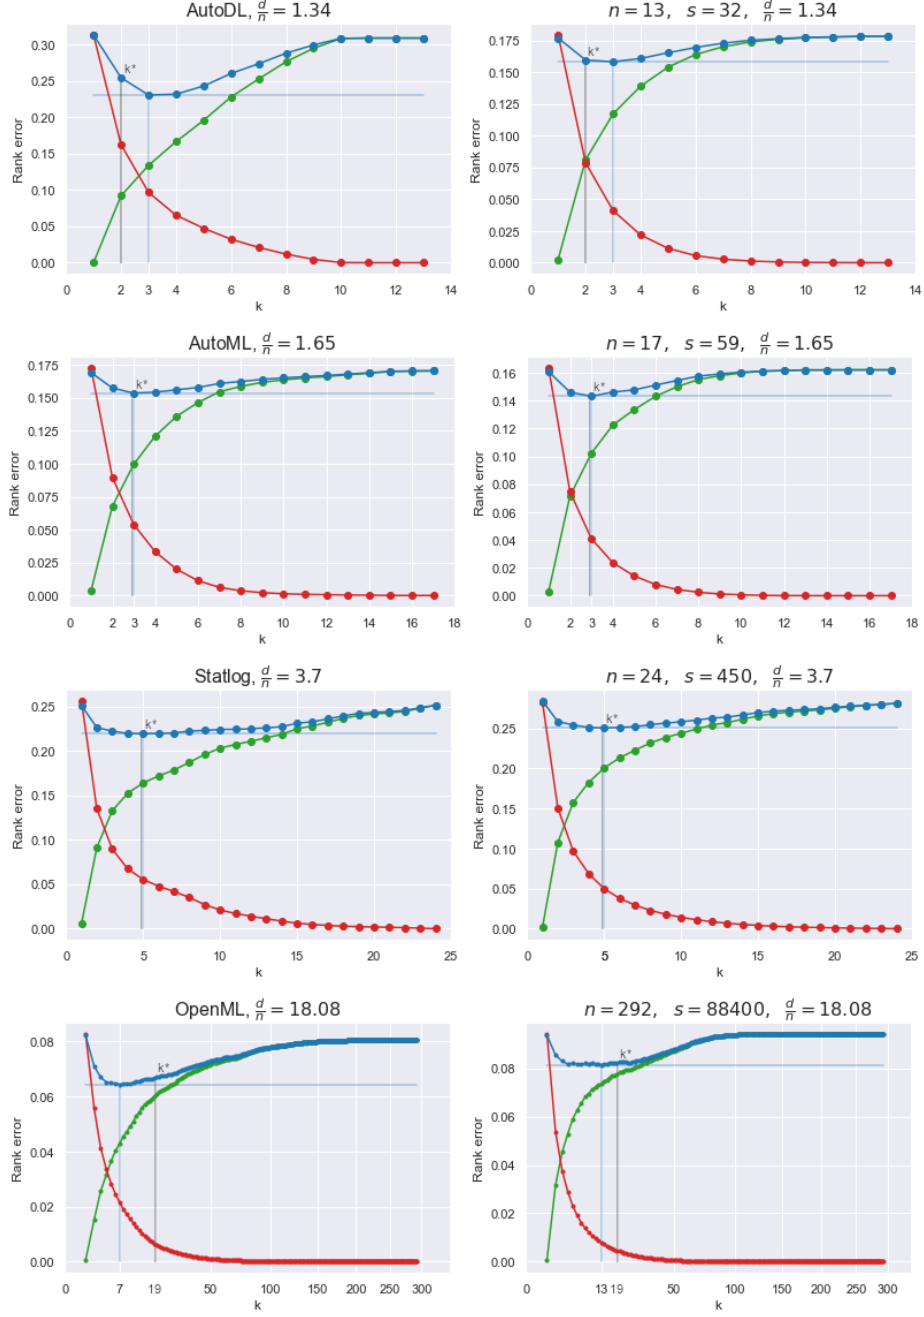 AutoDL, d/n = 1.34
0.30
0.25
0.20
0.15
0.10
0.05
0.00
Rank error
k*
0 2 3 4 6 8 10 12 14
k
n = 13, s = 32, d/n = 1.34
0.175
0.150
0.125
0.100
0.075
0.050
0.025
0.000
Rank error
k*
0 2 3 4 6 8 10 12 14
k
AutoML, d/n = 1.65
0.175
0.150
0.125
0.100
0.075
0.050
0.025
0.000
Rank error
k*
0 2 3 4 6 8 10 12 14 16 18
k
n = 17, s = 59, d/n = 1.65
0.16
0.14
0.12
0.10
0.08
0.06
0.04
0.02
0.00
Rank error
k*
0 2 3 4 6 8 10 12 14 16 18
k
Statlog, d/n = 3.7
0.25
0.20
0.15
0.10
0.05
0.00
Rank error
k*
0 5 10 15 20 25
k
n = 24, s = 450, d/n = 3.7
0.25
0.20
0.15
0.10
0.05
0.00
Rank error
k*
0 5 10 15 20 25
k
OpenML, d/n = 18.08
0.08
0.06
0.04
0.02
0.00
Rank error
k*
0 7 19 50 100 150 200 250 300
k
n = 292, s = 88400, d/n = 18.08
0.08
0.06
0.04
0.02
0.00
Rank error
k*
0 13 19 50 100 150 200 250 300
k